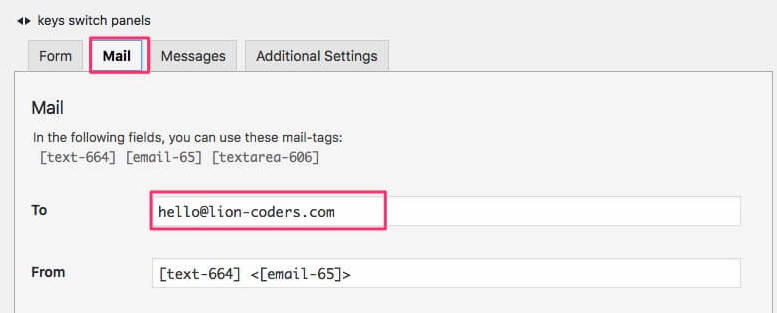 keys switch panels
Form Mail Messages Additional Settings
Mail
In the following fields, you can use these mail-tags:
[text-664] [email-65] [textarea-606]
To hello@lion-coders.com
From [text-664] <[email-65]>